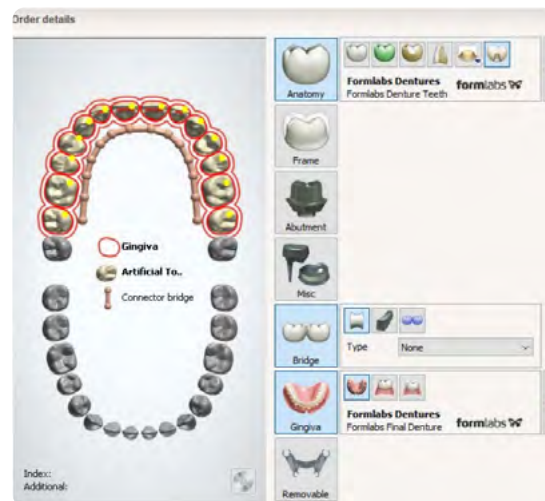 Order details
Gingiva
Artificial To..
Connector bridge
Index:
Additional:
Anatomy
Formlabs Dentures
Formlabs Denture Teeth
formlabs
Frame
Abutment
Misc
Bridge
Type
None
Gingiva
Formlabs Dentures
Formlabs Final Denture
formlabs
Removable